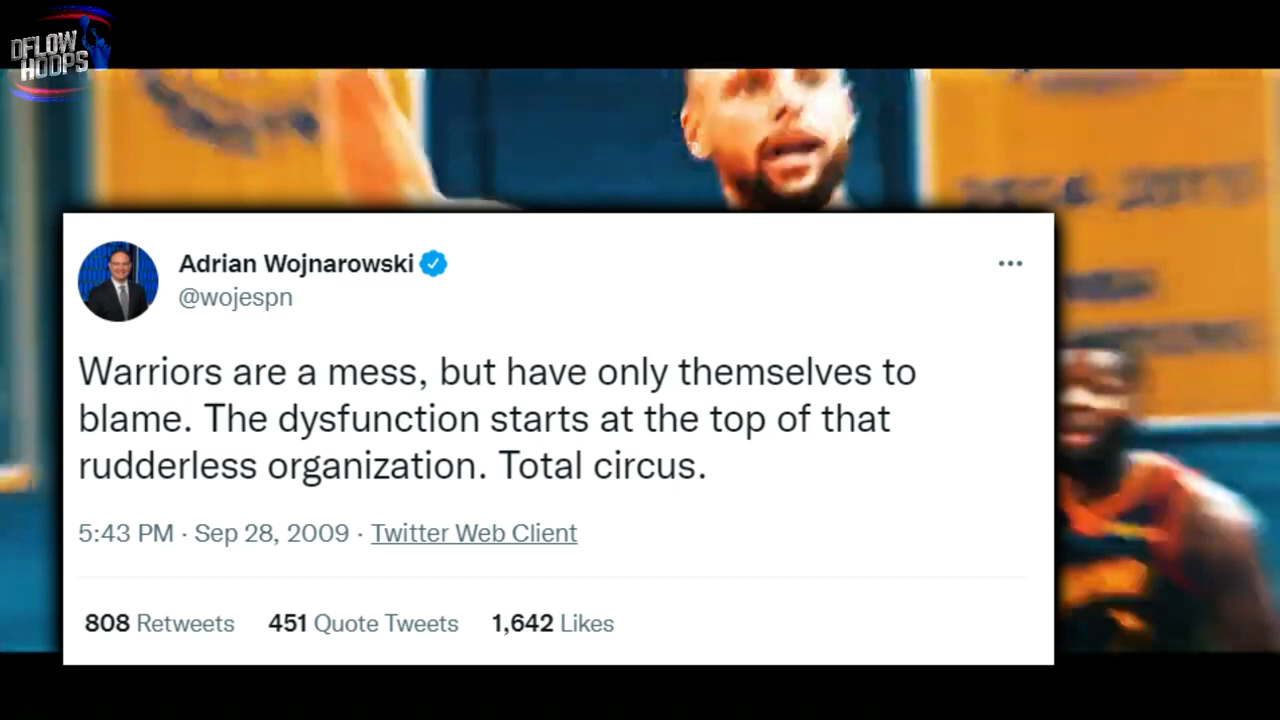 DFLOW
HOOPS
Adrian Wojnarowski
@wojespn
Warriors are a mess, but have only themselves to
blame. The dysfunction starts at the top of that
rudderless organization. Total circus.
5:43 PM · Sep 28, 2009 · Twitter Web Client
808 Retweets 451 Quote Tweets 1,642 Likes